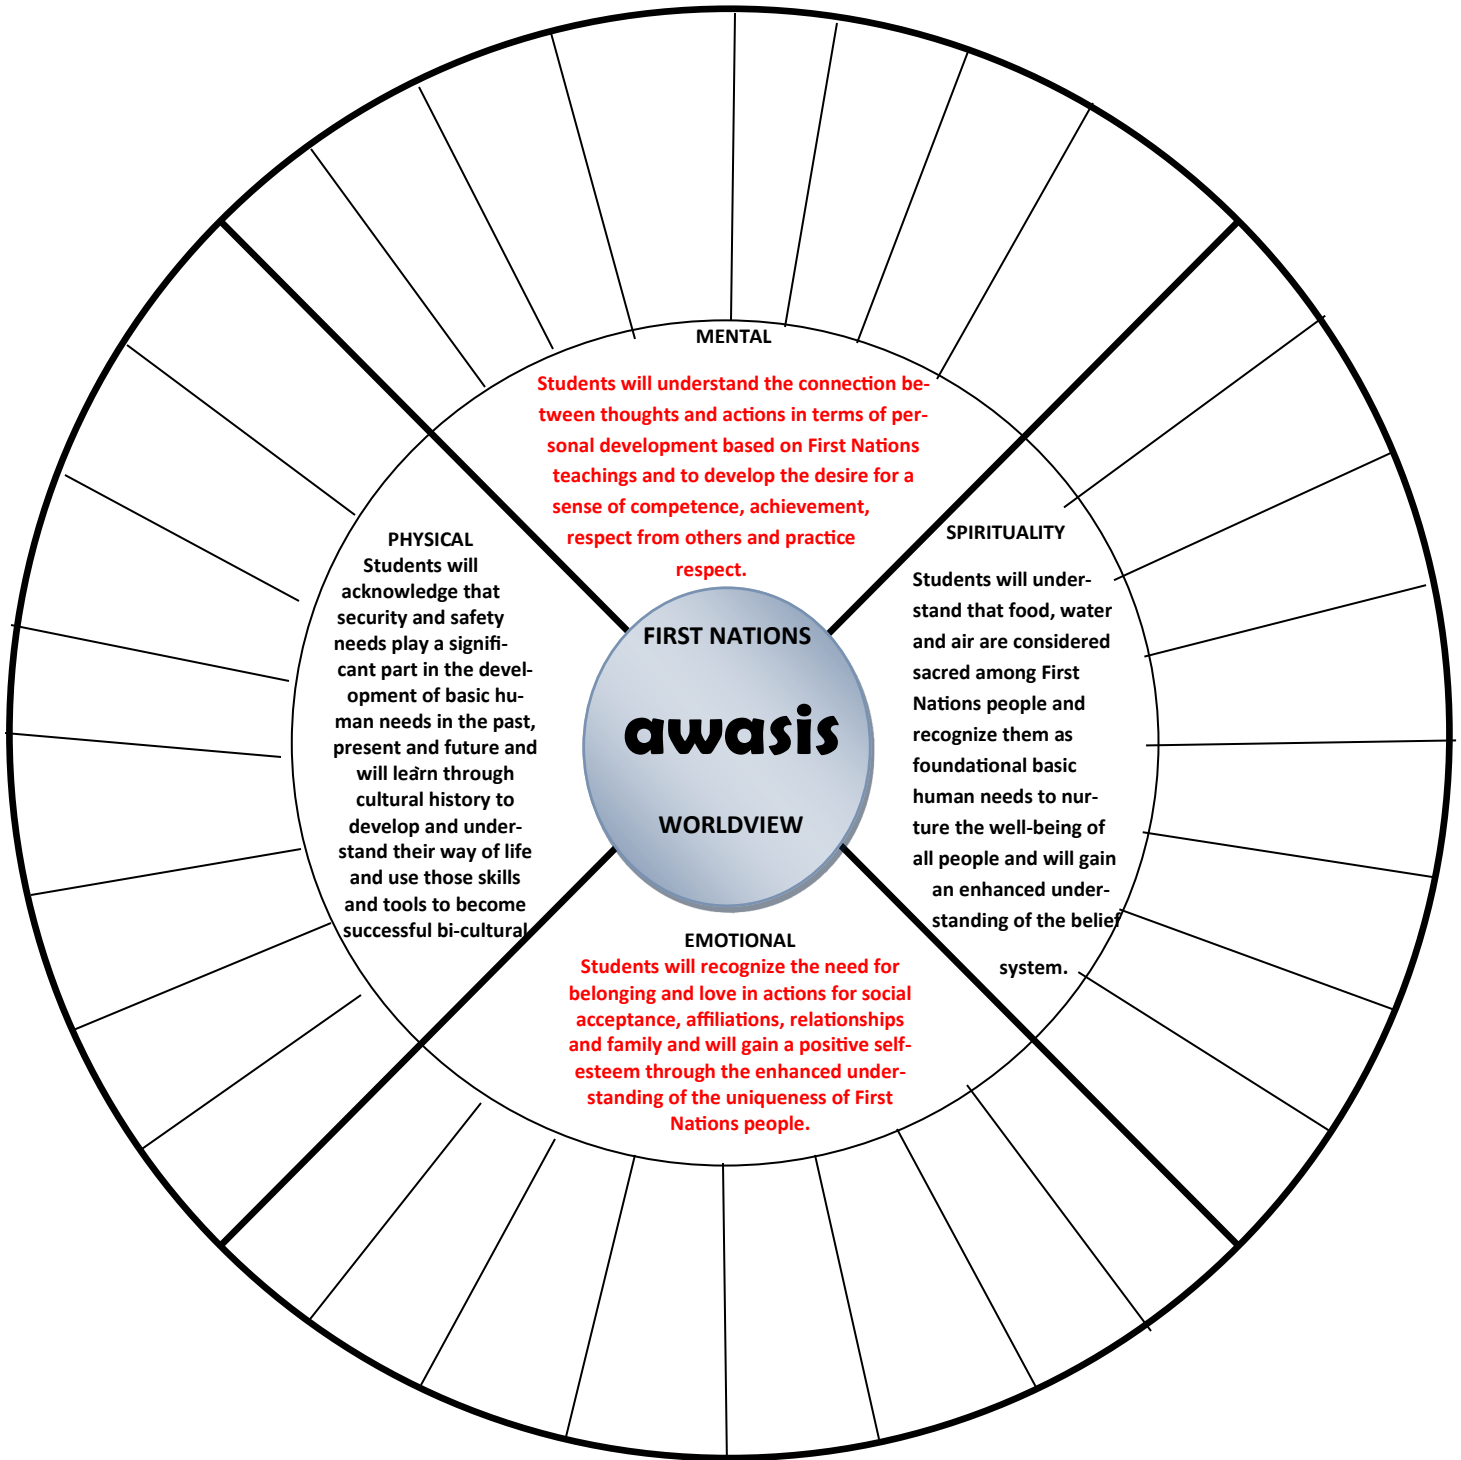 MENTAL
Students will understand the connection be-
tween thoughts and actions in terms of per-
sonal development based on First Nations
teachings and to develop the desire for a
sense of competence, achievement,
respect from others and practice
respect.
PHYSICAL
Students will
acknowledge that
security and safety
needs play a signifi-
cant part in the devel-
opment of basic hu-
man needs in the past,
present and future and
will learn through
cultural history to
develop and under-
stand their way of life
and use those skills
and tools to become
successful bi-cultural
FIRST NATIONS
awasis
WORLDVIEW
SPIRITUALITY
Students will under-
stand that food, water
and air are considered
sacred among First
Nations people and
recognize them as
foundational basic
human needs to nur-
ture the well-being of
all people and will gain
an enhanced under-
standing of the belief
system.
EMOTIONAL
Students will recognize the need for
belonging and love in actions for social
acceptance, affiliations, relationships
and family and will gain a positive self-
esteem through the enhanced under-
standing of the uniqueness of First
Nations people.